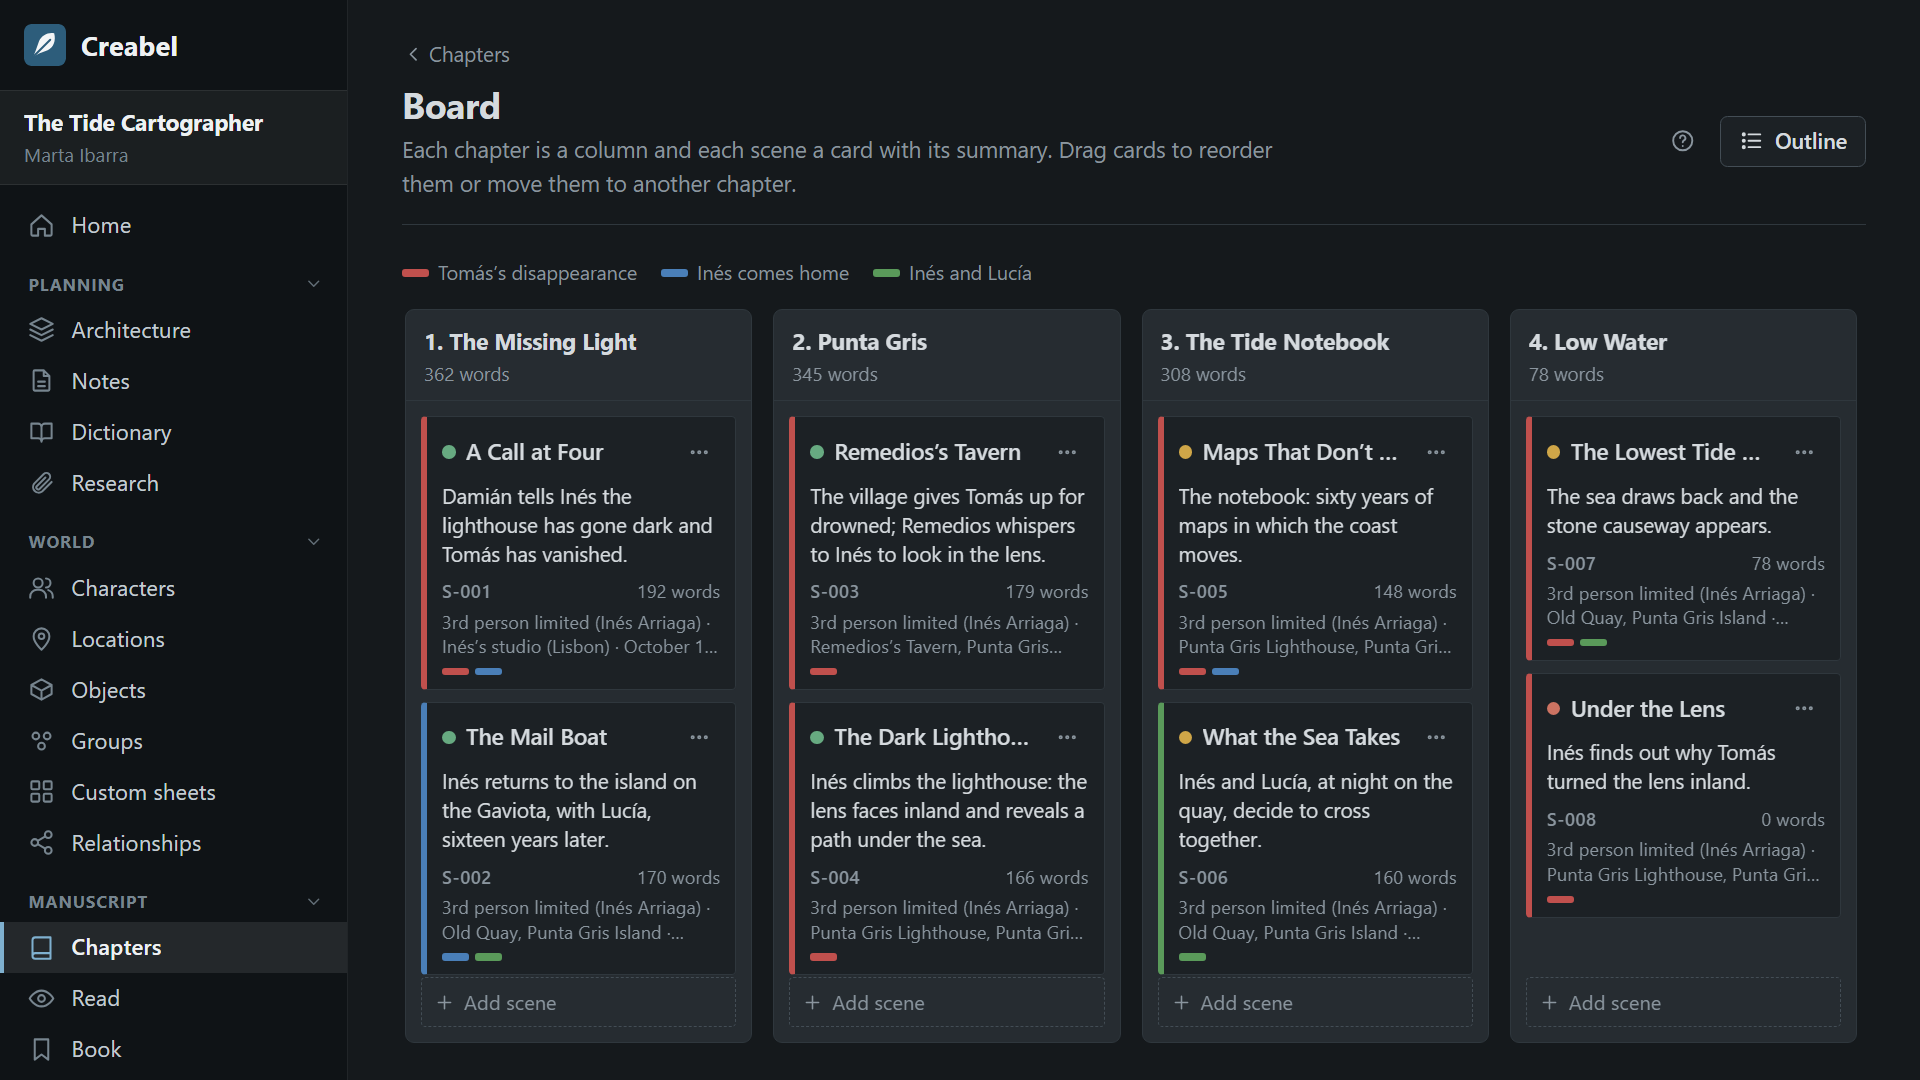 Creabel
The Tide Cartographer
Marta Ibarra
Home
PLANNING
Architecture
Notes
Dictionary
Research
WORLD
Characters
Locations
Objects
Groups
Custom sheets
Relationships
MANUSCRIPT
Chapters
Read
Book
Chapters
Board
Each chapter is a column and each scene a card with its summary. Drag cards to reorder
them or move them to another chapter.
Outline
Tomás’s disappearance
Inés comes home
Inés and Lucía
1. The Missing Light
362 words
A Call at Four
Damián tells Inés the
lighthouse has gone dark and
Tomás has vanished.
S-001 192 words
3rd person limited (Inés Arriaga) ·
Inés’s studio (Lisbon) · October 1...
The Mail Boat
Inés returns to the island on
the Gaviota, with Lucía,
sixteen years later.
S-002 170 words
3rd person limited (Inés Arriaga) ·
Old Quay, Punta Gris Island ·...
+ Add scene
2. Punta Gris
345 words
Remedios’s Tavern
The village gives Tomás up for
drowned; Remedios whispers
to Inés to look in the lens.
S-003 179 words
3rd person limited (Inés Arriaga) ·
Remedios’s Tavern, Punta Gris...
The Dark Lightho...
Inés climbs the lighthouse: the
lens faces inland and reveals a
path under the sea.
S-004 166 words
3rd person limited (Inés Arriaga) ·
Punta Gris Lighthouse, Punta Gri...
+ Add scene
3. The Tide Notebook
308 words
Maps That Don’t ...
The notebook: sixty years of
maps in which the coast
moves.
S-005 148 words
3rd person limited (Inés Arriaga) ·
Punta Gris Lighthouse, Punta Gri...
What the Sea Takes
Inés and Lucía, at night on the
quay, decide to cross
together.
S-006 160 words
3rd person limited (Inés Arriaga) ·
Old Quay, Punta Gris Island ·...
+ Add scene
4. Low Water
78 words
The Lowest Tide ...
The sea draws back and the
stone causeway appears.
S-007 78 words
3rd person limited (Inés Arriaga) ·
Old Quay, Punta Gris Island ·...
Under the Lens
Inés finds out why Tomás
turned the lens inland.
S-008 0 words
3rd person limited (Inés Arriaga) ·
Punta Gris Lighthouse, Punta Gri...
+ Add scene